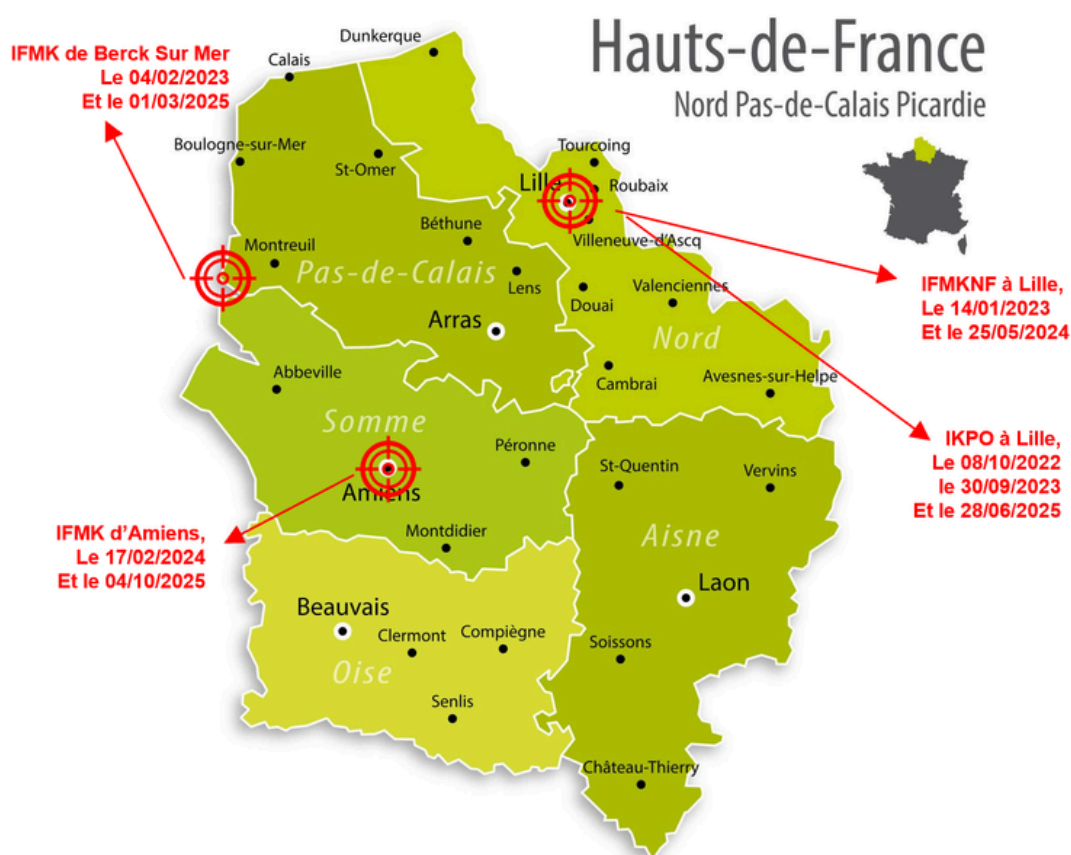 Hauts-de-France
Nord Pas-de-Calais Picardie
IFMK de Berck Sur Mer
Le 04/02/2023
Et le 01/03/2025
Dunkerque
Calais
Boulogne-sur-Mer
St-Omer
Tourcoing
Lille
Roubaix
Villeneuve-d'Ascq
Béthune
Montreuil
Pas-de-Calais
Lens
Douai
Valenciennes
Arras
Nord
Cambrai
Avesnes-sur-Helpe
IFMKNF à Lille,
Le 14/01/2023
Et le 25/05/2024
Abbeville
Somme
Péronne
Amiens
Montdidier
St-Quentin
Vervins
Aisne
IKPO à Lille,
Le 08/10/2022
le 30/09/2023
Et le 28/06/2025
IFMK d'Amiens,
Le 17/02/2024
Et le 04/10/2025
Laon
Beauvais
Clermont
Compiègne
Soissons
Oise
Senlis
Château-Thierry